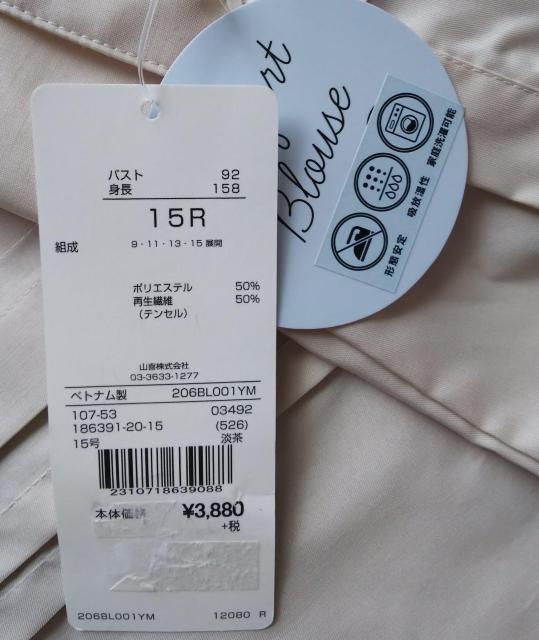 バスト 92
身長 158
15R
組成 9・11・13・15 展開
ポリエステル 50%
再生繊維 50%
（テンセル）
山喜株式会社
03-3633-1277
ベトナム製 206BL001YM
107-53 03492
186391-20-15 (526)
15号 淡茶
2310718639088
本体価格 ¥3,880
+税
206BL001YM 12080 R
Blouse
家庭洗濯可能
吸放湿性
形態安定